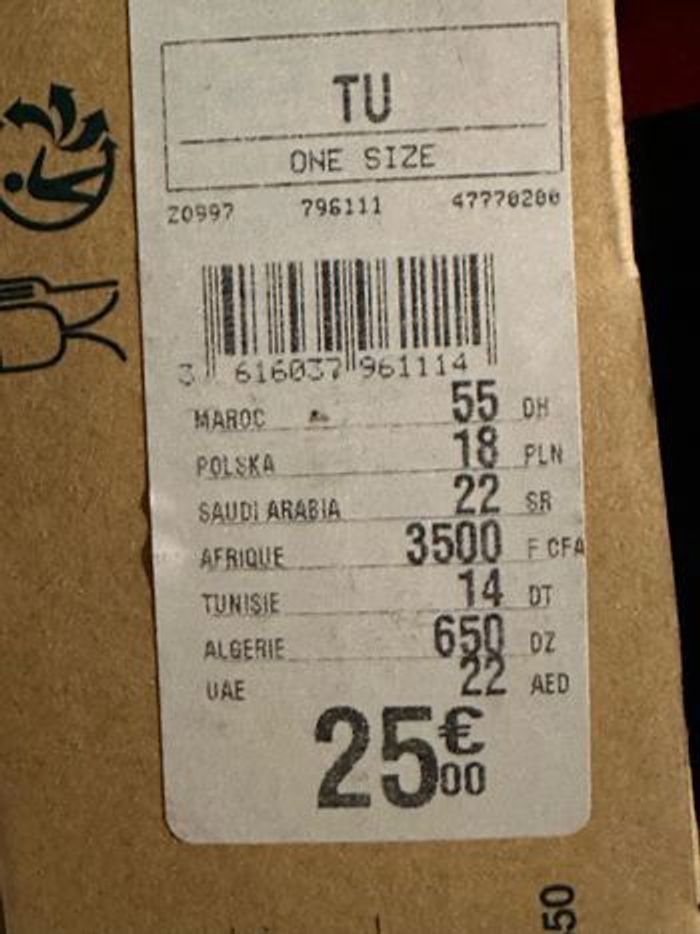 TU
ONE SIZE
Z0997 796111 47770200
3 616037 961114
MAROC 55 DH
POLSKA 18 PLN
SAUDI ARABIA 22 SR
AFRIQUE 3500 F CFA
TUNISIE 14 DT
ALGERIE 650 DZ
UAE 22 AED
25€00
50